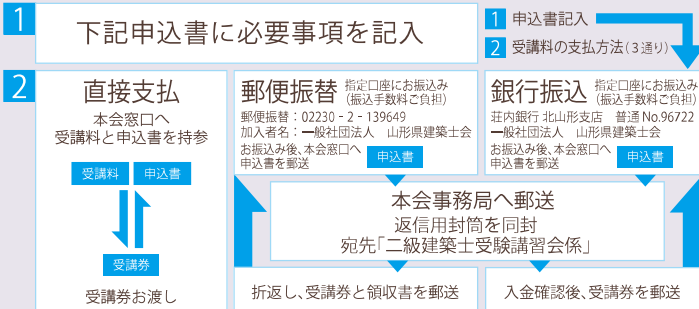 1
下記申込書に必要事項を記入
1 申込書記入
2 受講料の支払方法(3通り)
2
直接支払
本会窓口へ
受講料と申込書を持参
受講料
申込書
受講券
受講券お渡し
郵便振替 指定口座にお振込み
(振込手数料ご負担)
郵便振替:02230-2-139649
加入者名:一般社団法人 山形県建築士会
お振込み後、本会窓口へ
申込書を郵送
申込書
銀行振込 指定口座にお振込み
(振込手数料ご負担)
荘内銀行 北山形支店 普通 No.96722
一般社団法人 山形県建築士会
お振込み後、本会窓口へ
申込書を郵送
申込書
本会事務局へ郵送
返信用封筒を同封
宛先「二級建築士受験講習会係」
折返し、受講券と領収書を郵送
入金確認後、受講券を郵送